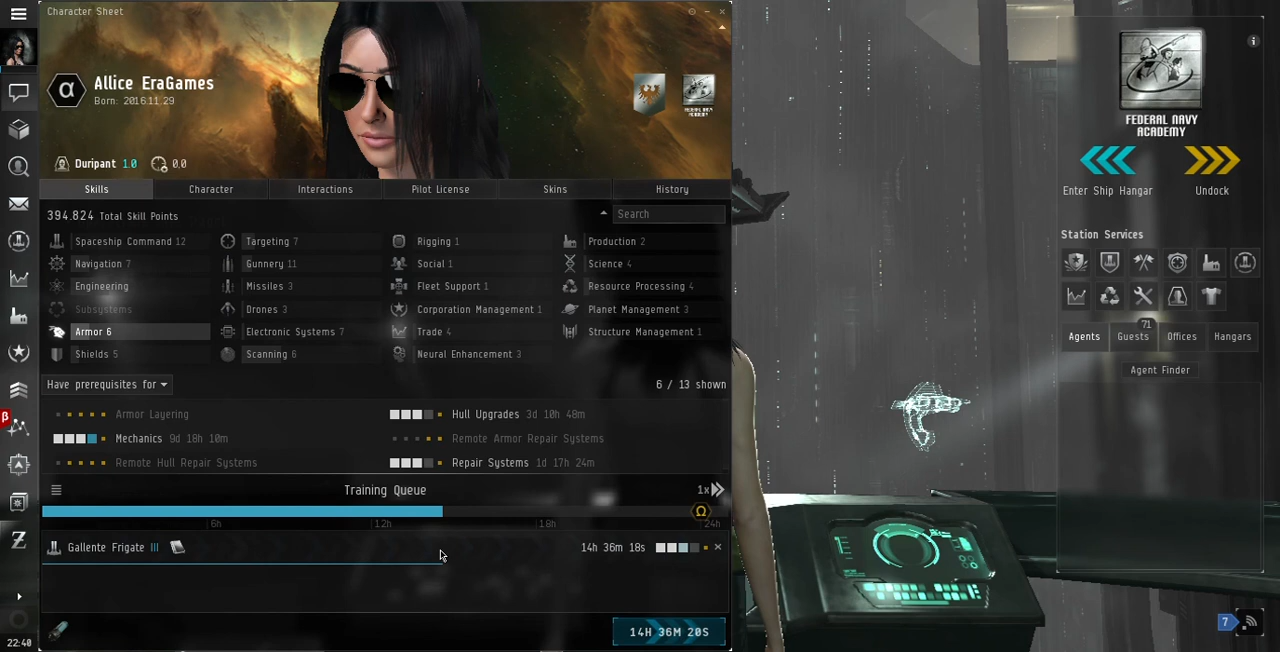 Character Sheet
α
Allice EraGames
Born: 2016.11.29
Duripant 1.0 0,0
FEDERAL NAVY ACADEMY
Skills Character Interactions Pilot License Skins History
394.824 Total Skill Points
Search
Spaceship Command 12 Targeting 7 Rigging 1 Production 2
Navigation 7 Gunnery 11 Social 1 Science 4
Engineering Missiles 3 Fleet Support 1 Resource Processing 4
Subsystems Drones 3 Corporation Management 1 Planet Management 3
Armor 6 Electronic Systems 7 Trade 4 Structure Management 1
Shields 5 Scanning 6 Neural Enhancement 3
Have prerequisites for
6 / 13 shown
Armor Layering Hull Upgrades 3d 10h 48m
Mechanics 9d 18h 10m Remote Armor Repair Systems
Remote Hull Repair Systems Repair Systems 1d 17h 24m
Training Queue
1x
Ω
6h 12h 18h 24h
Gallente Frigate III 14h 36m 18s
14H 36M 20S
β
Z
22:40
FEDERAL NAVY
ACADEMY
Enter Ship Hangar Undock
Station Services
71
Agents Guests Offices Hangars
Agent Finder
7